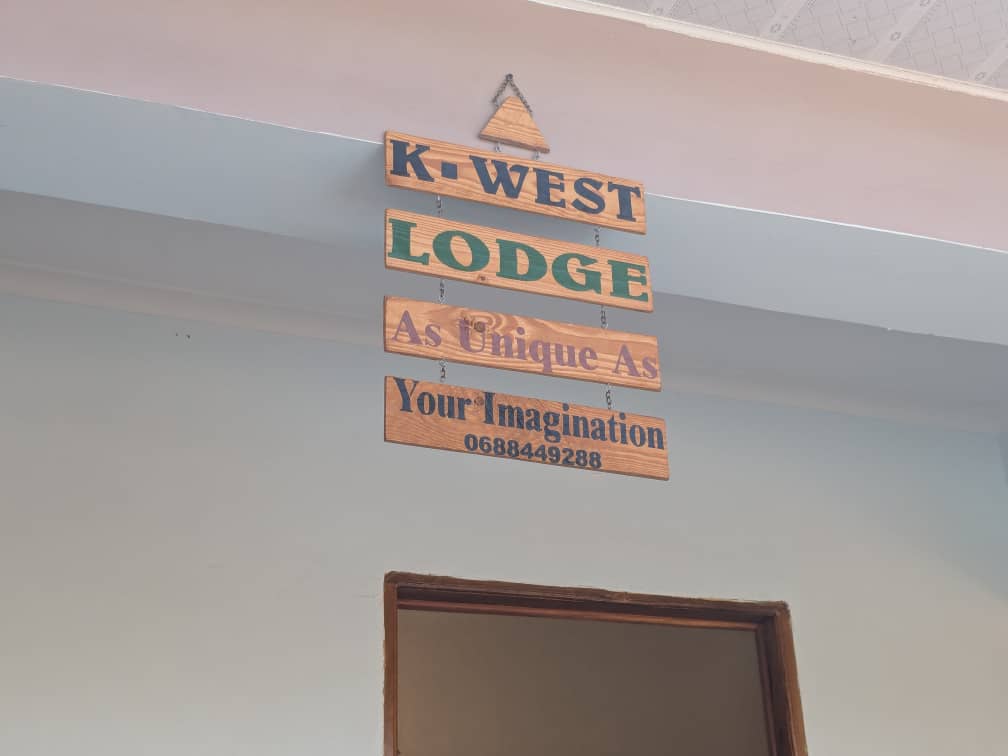 K-WEST
LODGE
As Unique As
Your Imagination
0688449288